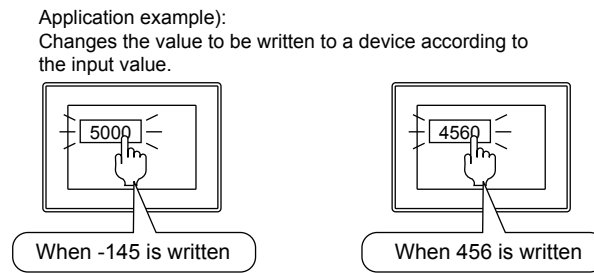 Application example):
Changes the value to be written to a device according to
the input value.
5000
4560
When -145 is written
When 456 is written